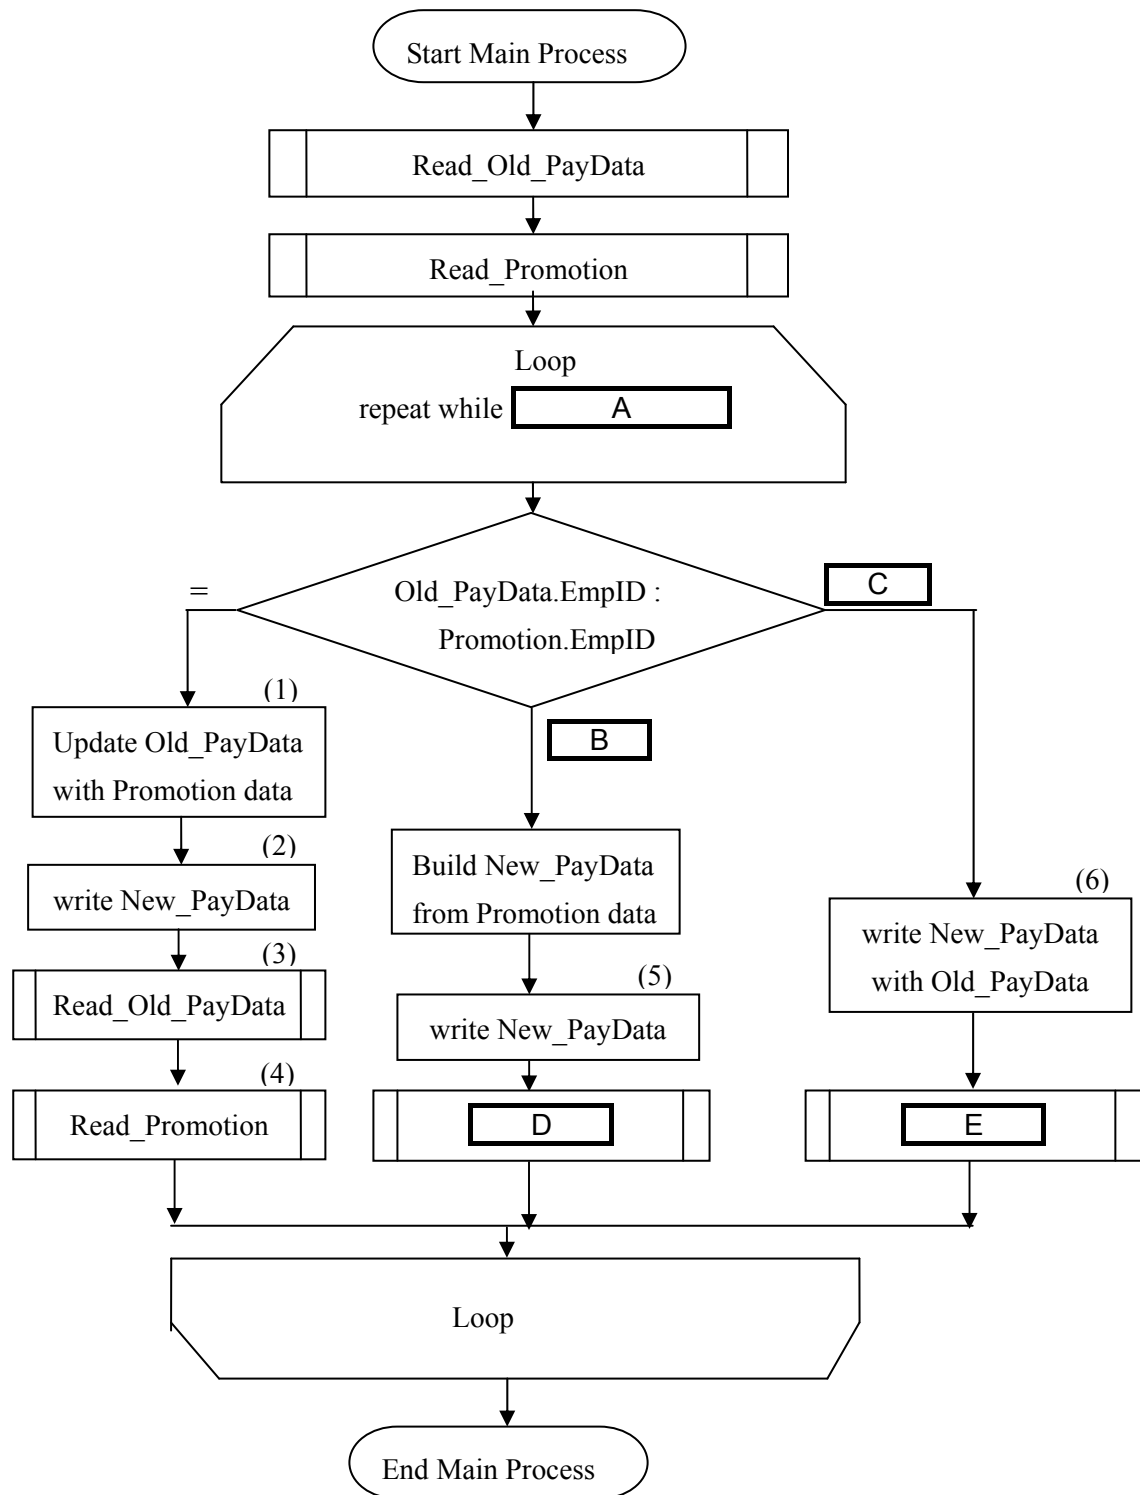 Start Main Process
Read_Old_PayData
Read_Promotion
Loop
repeat while A
Old_PayData.EmpID :
Promotion.EmpID
=
C
B
(1)
Update Old_PayData
with Promotion data
(2)
write New_PayData
(3)
Read_Old_PayData
(4)
Read_Promotion
Build New_PayData
from Promotion data
(5)
write New_PayData
D
(6)
write New_PayData
with Old_PayData
E
Loop
End Main Process